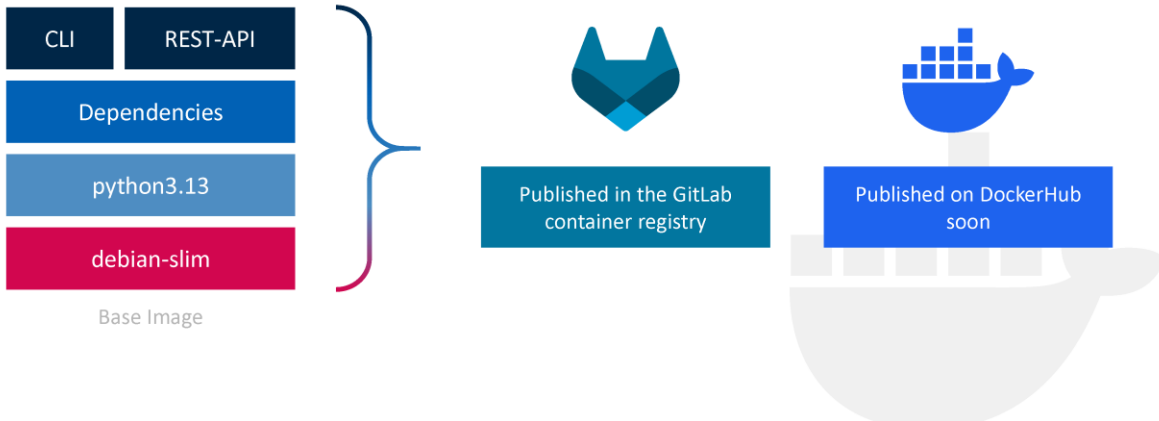 CLI
REST-API
Dependencies
python3.13
debian-slim
Base Image
Published in the GitLab
container registry
Published on DockerHub
soon